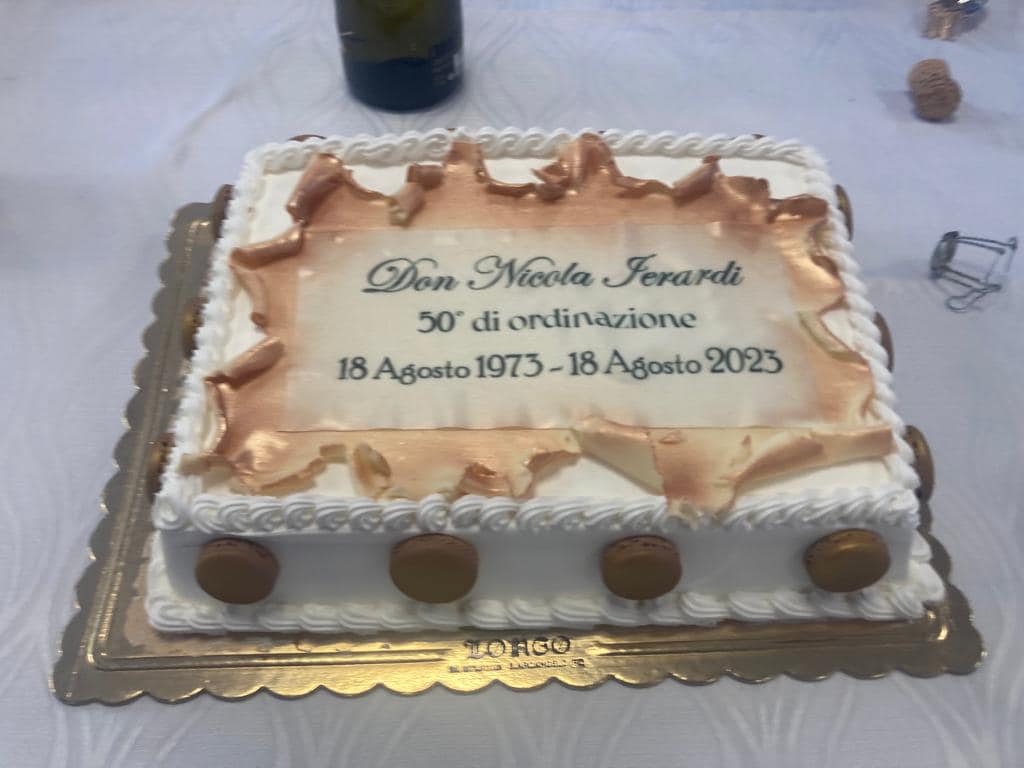 Don Nicola Ierardi
50° di ordinazione
18 Agosto 1973 - 18 Agosto 2023
LONGO